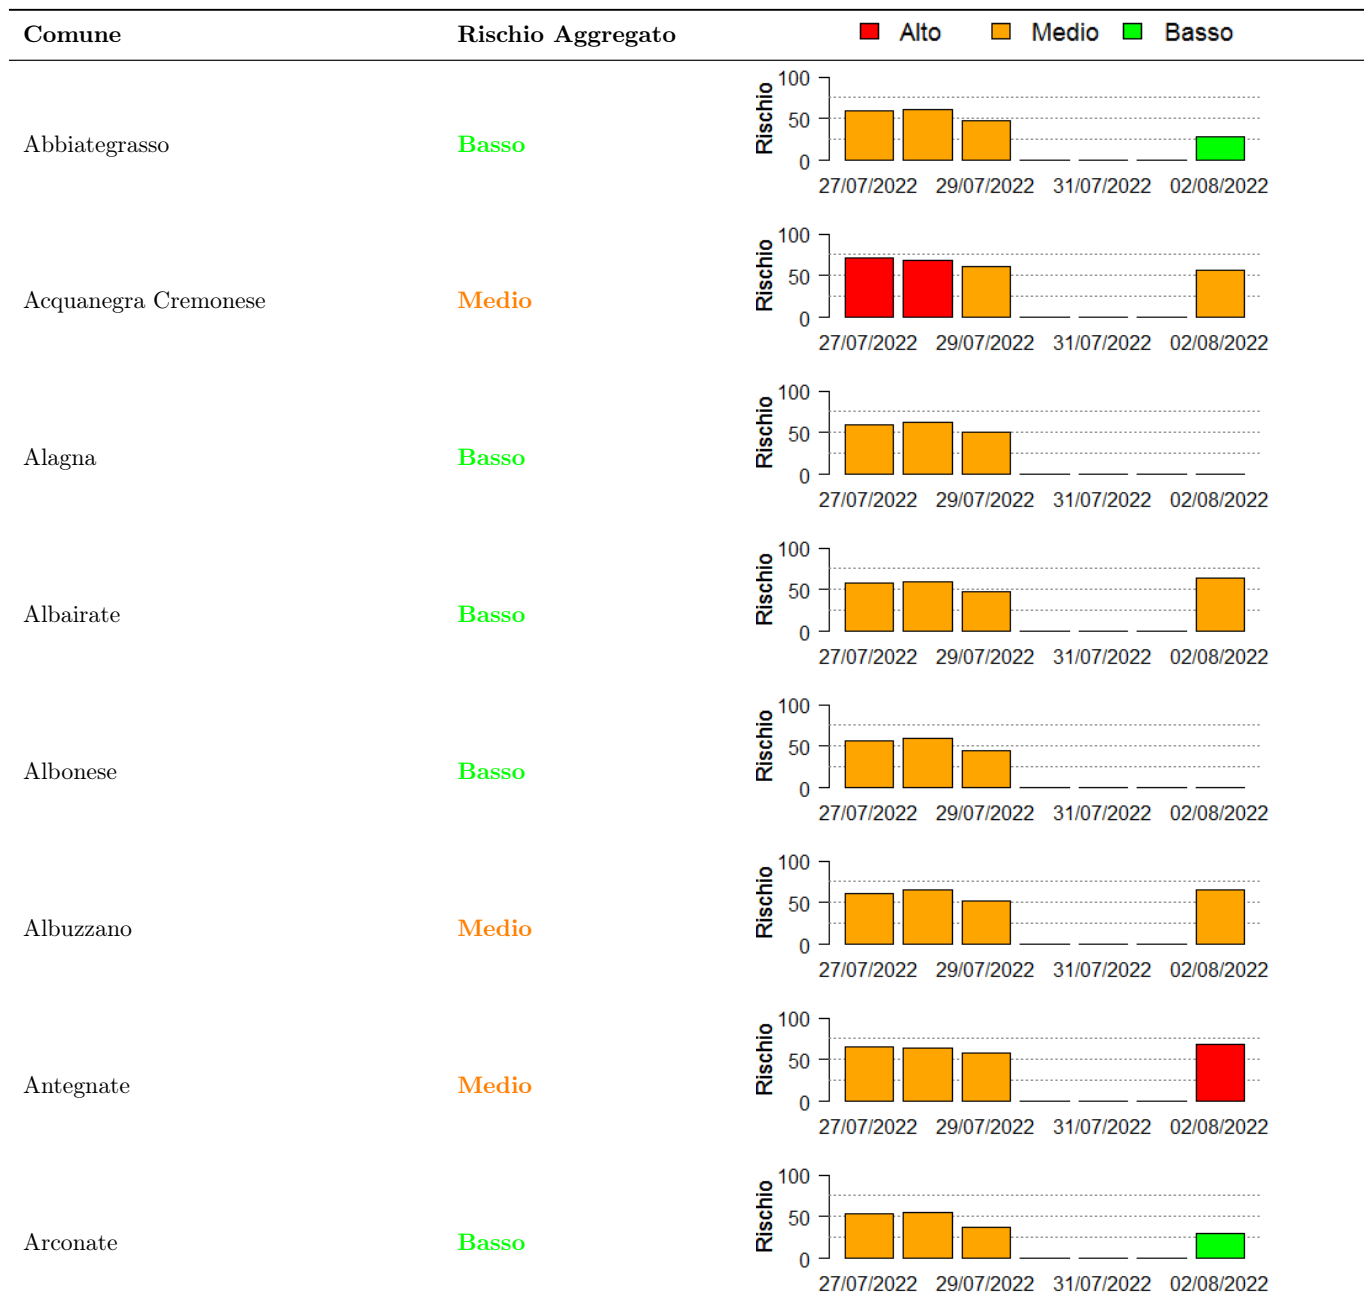 Comune Rischio Aggregato Alto Medio Basso
Abbiategrasso Basso Rischio 100 50 0
27/07/2022 29/07/2022 31/07/2022 02/08/2022
Acquanegra Cremonese Medio Rischio 100 50 0
27/07/2022 29/07/2022 31/07/2022 02/08/2022
Alagna Basso Rischio 100 50 0
27/07/2022 29/07/2022 31/07/2022 02/08/2022
Albairate Basso Rischio 100 50 0
27/07/2022 29/07/2022 31/07/2022 02/08/2022
Albonese Basso Rischio 100 50 0
27/07/2022 29/07/2022 31/07/2022 02/08/2022
Albuzzano Medio Rischio 100 50 0
27/07/2022 29/07/2022 31/07/2022 02/08/2022
Antegnate Medio Rischio 100 50 0
27/07/2022 29/07/2022 31/07/2022 02/08/2022
Arconate Basso Rischio 100 50 0
27/07/2022 29/07/2022 31/07/2022 02/08/2022